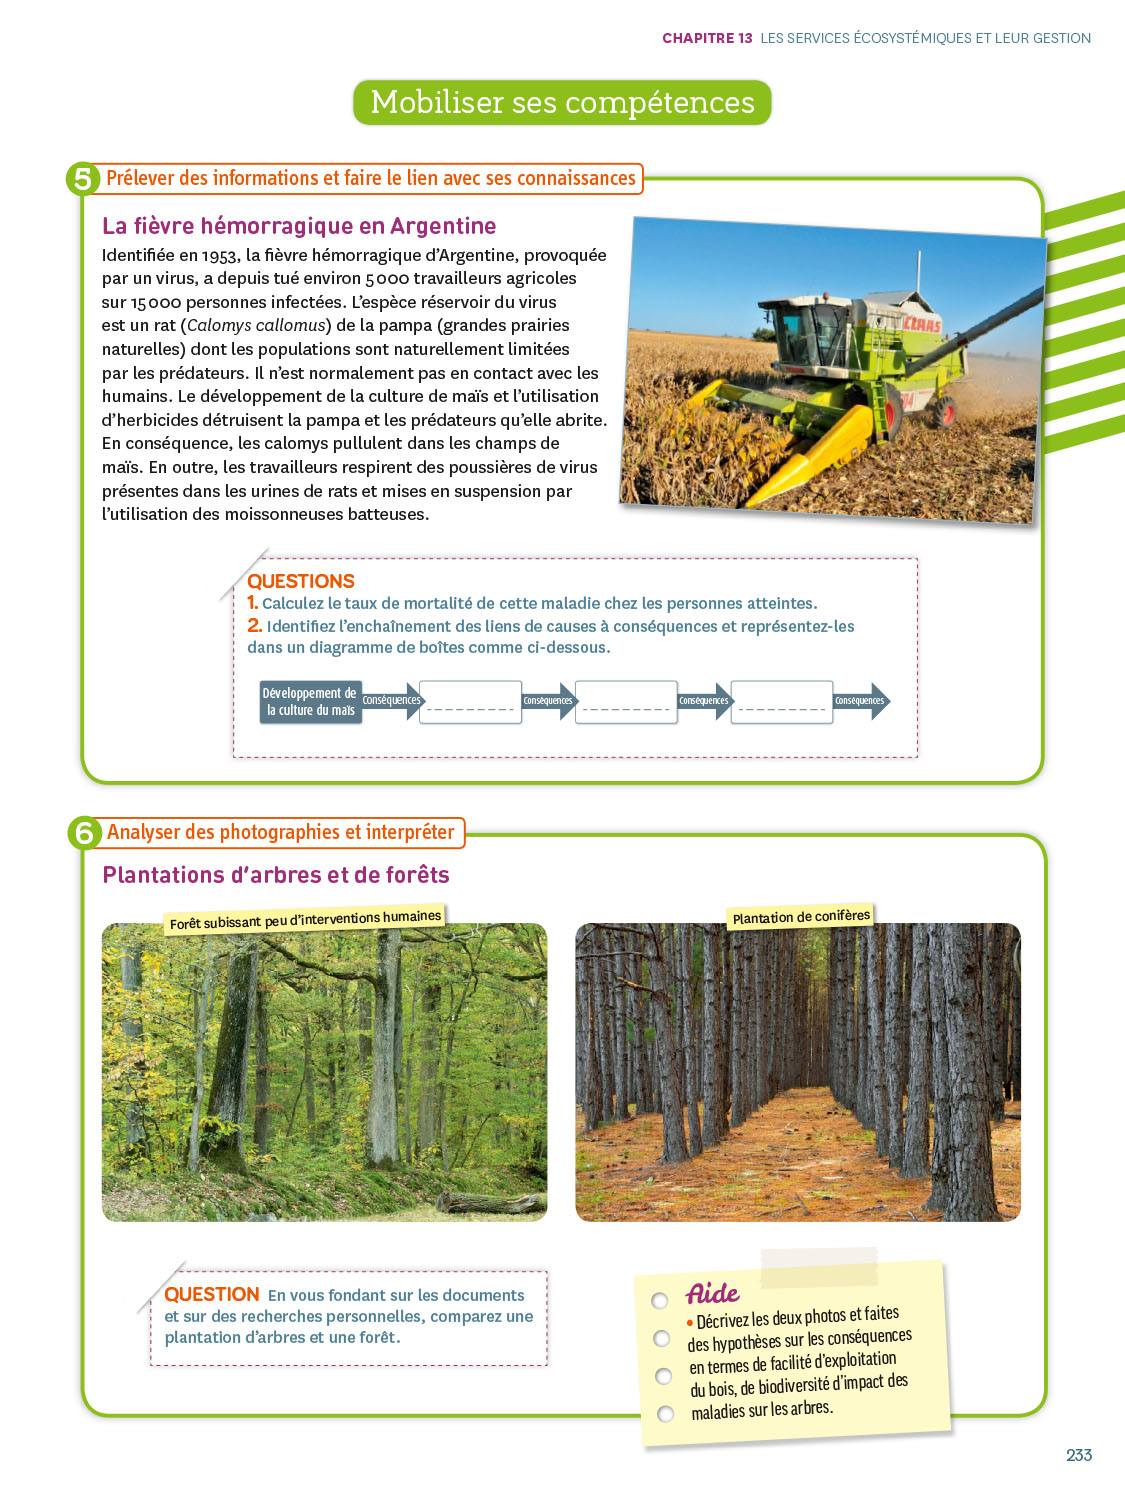 CHAPITRE 13 LES SERVICES ÉCOSYSTÉMIQUES ET LEUR GESTION
Mobiliser ses compétences
5 Prélever des informations et faire le lien avec ses connaissances
La fièvre hémorragique en Argentine
Identifiée en 1953, la fièvre hémorragique d'Argentine, provoquée
par un virus, a depuis tué environ 5 000 travailleurs agricoles
sur 15 000 personnes infectées. L'espèce réservoir du virus
est un rat (Calomys callomus) de la pampa (grandes prairies
naturelles) dont les populations sont naturellement limitées
par les prédateurs. Il n'est normalement pas en contact avec les
humains. Le développement de la culture de maïs et l'utilisation
d'herbicides détruisent la pampa et les prédateurs qu'elle abrite.
En conséquence, les calomys pullulent dans les champs de
maïs. En outre, les travailleurs respirent des poussières de virus
présentes dans les urines de rats et mises en suspension par
l'utilisation des moissonneuses batteuses.
CLAAS
QUESTIONS
1. Calculez le taux de mortalité de cette maladie chez les personnes atteintes.
2. Identifiez l'enchaînement des liens de causes à conséquences et représentez-les
dans un diagramme de boîtes comme ci-dessous.
Développement de
la culture du maïs
Conséquences
Conséquences
Conséquences
Conséquences
6 Analyser des photographies et interpréter
Plantations d'arbres et de forêts
Forêt subissant peu d'interventions humaines
Plantation de conifères
QUESTION En vous fondant sur les documents
et sur des recherches personnelles, comparez une
plantation d'arbres et une forêt.
Aide
• Décrivez les deux photos et faites
des hypothèses sur les conséquences
en termes de facilité d'exploitation
du bois, de biodiversité d'impact des
maladies sur les arbres.
233